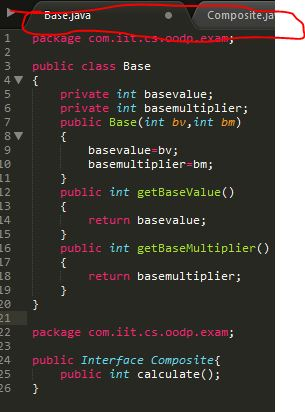 Base.java Composite.ja
1 package com.iit.cs.oodp.exam;
2
3 public class Base
4 {
5 private int basevalue;
6 private int basemultiplier;
7 public Base(int bv,int bm)
8 {
9 basevalue=bv;
10 basemultiplier=bm;
11 }
12 public int getBaseValue()
13 {
14 return basevalue;
15 }
16 public int getBaseMultiplier()
17 {
18 return basemultiplier;
19 }
20 }
21
22 package com.iit.cs.oodp.exam;
23
24 public Interface Composite{
25 public int calculate();
26 }